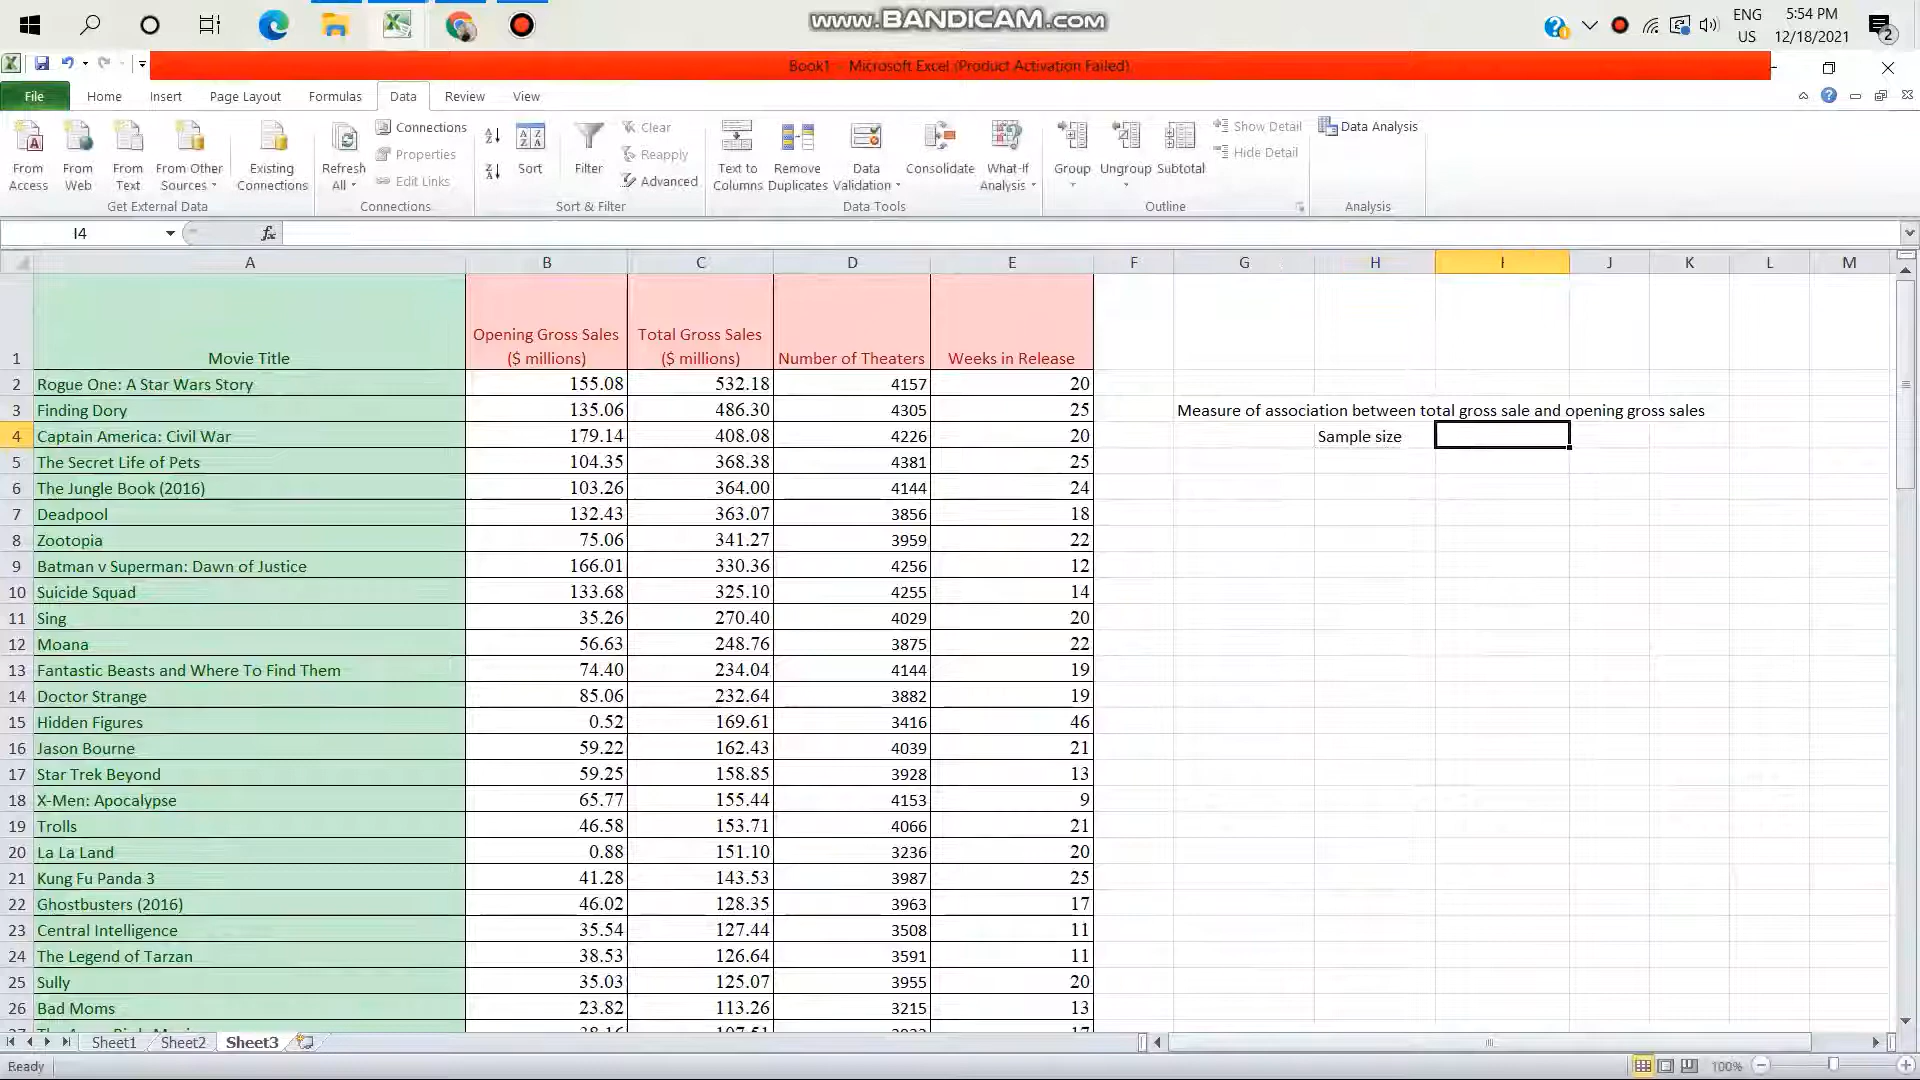 www.BANDICAM.com
ENG
US
5:54 PM
12/18/2021
2
Book1 - Microsoft Excel (Product Activation Failed)
File Home Insert Page Layout Formulas Data Review View
From Access
From Web
From Text
From Other Sources
Existing Connections
Get External Data
Refresh All
Connections
Properties
Edit Links
Connections
Sort
Filter
Clear
Reapply
Advanced
Sort & Filter
Text to Columns
Remove Duplicates
Data Validation
Consolidate
What-If Analysis
Data Tools
Group
Ungroup
Subtotal
Show Detail
Hide Detail
Outline
Data Analysis
Analysis
I4 fx
A B C D E F G H I J K L M
1 Movie Title Opening Gross Sales ($ millions) Total Gross Sales ($ millions) Number of Theaters Weeks in Release
2 Rogue One: A Star Wars Story 155.08 532.18 4157 20
3 Finding Dory 135.06 486.30 4305 25 Measure of association between total gross sale and opening gross sales
4 Captain America: Civil War 179.14 408.08 4226 20 Sample size
5 The Secret Life of Pets 104.35 368.38 4381 25
6 The Jungle Book (2016) 103.26 364.00 4144 24
7 Deadpool 132.43 363.07 3856 18
8 Zootopia 75.06 341.27 3959 22
9 Batman v Superman: Dawn of Justice 166.01 330.36 4256 12
10 Suicide Squad 133.68 325.10 4255 14
11 Sing 35.26 270.40 4029 20
12 Moana 56.63 248.76 3875 22
13 Fantastic Beasts and Where To Find Them 74.40 234.04 4144 19
14 Doctor Strange 85.06 232.64 3882 19
15 Hidden Figures 0.52 169.61 3416 46
16 Jason Bourne 59.22 162.43 4039 21
17 Star Trek Beyond 59.25 158.85 3928 13
18 X-Men: Apocalypse 65.77 155.44 4153 9
19 Trolls 46.58 153.71 4066 21
20 La La Land 0.88 151.10 3236 20
21 Kung Fu Panda 3 41.28 143.53 3987 25
22 Ghostbusters (2016) 46.02 128.35 3963 17
23 Central Intelligence 35.54 127.44 3508 11
24 The Legend of Tarzan 38.53 126.64 3591 11
25 Sully 35.03 125.07 3955 20
26 Bad Moms 23.82 113.26 3215 13
Sheet1 Sheet2 Sheet3
Ready 100%